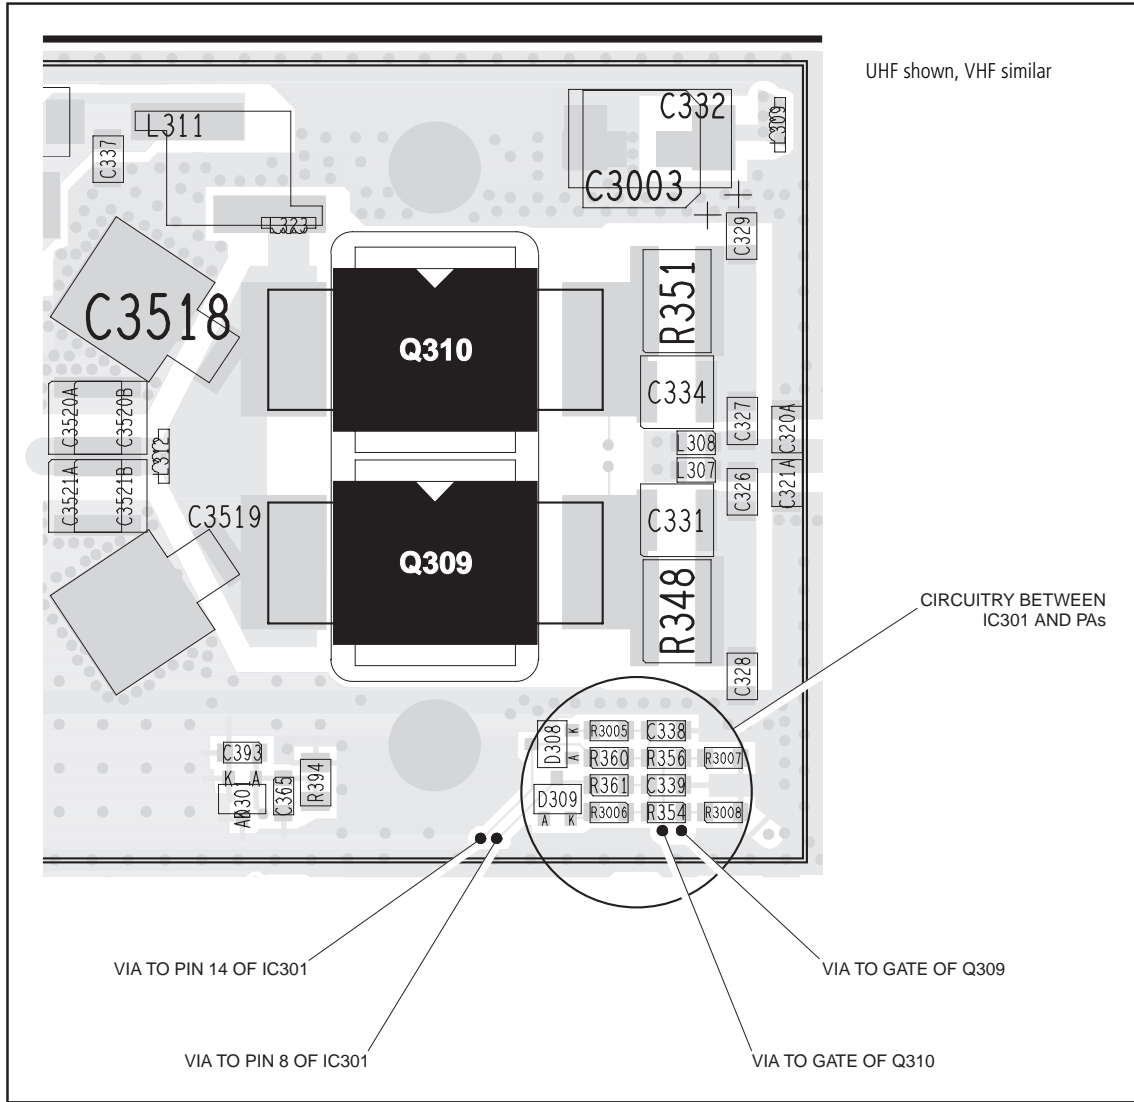 UHF shown, VHF similar
L311
C337
C332
C309
C3003
C323
C329
C3518
R351
Q310
C334
C3520A
C3520B
C312
L308
C327
C320A
L307
C3521A
C3521B
C326
C321A
C3519
C331
Q309
R348
CIRCUITRY BETWEEN
IC301 AND PAs
C328
D308
K
A
R3005
C338
C393
R360
R356
R3007
K A
R394
C365
R361
C339
D309
A K
R3006
R354
R3008
VIA TO PIN 14 OF IC301
VIA TO GATE OF Q309
VIA TO PIN 8 OF IC301
VIA TO GATE OF Q310